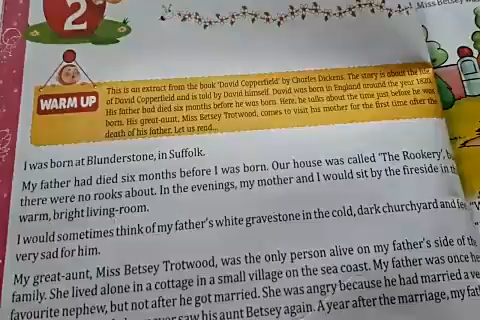 2
Miss Betsey
WARM UP
This is an extract from the book 'David Copperfield' by Charles Dickens. The story is about the life
of David Copperfield and is told by David himself. David was born in England around the year 1820.
His father had died six months before he was born. Here, he talks about the time just before he was
born. His great-aunt, Miss Betsey Trotwood, comes to visit his mother for the first time after the
death of his father. Let us read...
I was born at Blunderstone, in Suffolk.
My father had died six months before I was born. Our house was called 'The Rookery',
there were no rooks about. In the evenings, my mother and I would sit by the fireside in
warm, bright living-room.
I would sometimes think of my father's white gravestone in the cold, dark churchyard and
very sad for him.
My great-aunt, Miss Betsey Trotwood, was the only person alive on my father's side of
family. She lived alone in a cottage in a small village on the sea coast. My father was once
favourite nephew, but not after he got married. She was angry because he had married
saw his aunt Betsey again. A year after the marriage, my